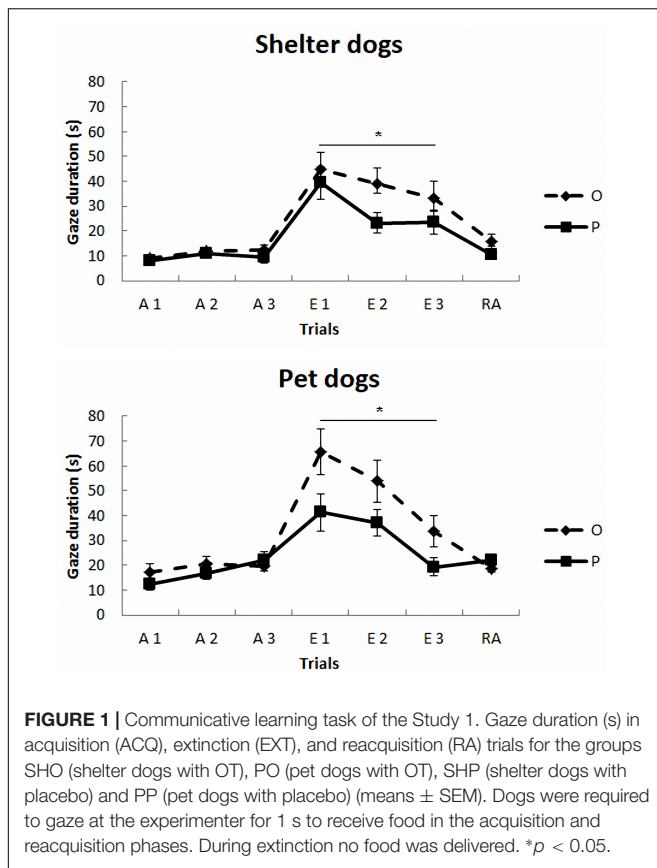 Shelter dogs
80
70
60
50
40
30
20
10
0
Gaze duration (s)
*
O
P
A 1 A 2 A 3 E 1 E 2 E 3 RA
Trials
Pet dogs
80
70
60
50
40
30
20
10
0
Gaze duration (s)
*
O
P
A 1 A 2 A 3 E 1 E 2 E 3 RA
Trials
FIGURE 1 | Communicative learning task of the Study 1. Gaze duration (s) in
acquisition (ACQ), extinction (EXT), and reacquisition (RA) trials for the groups
SHO (shelter dogs with OT), PO (pet dogs with OT), SHP (shelter dogs with
placebo) and PP (pet dogs with placebo) (means ± SEM). Dogs were required
to gaze at the experimenter for 1 s to receive food in the acquisition and
reacquisition phases. During extinction no food was delivered. *p < 0.05.